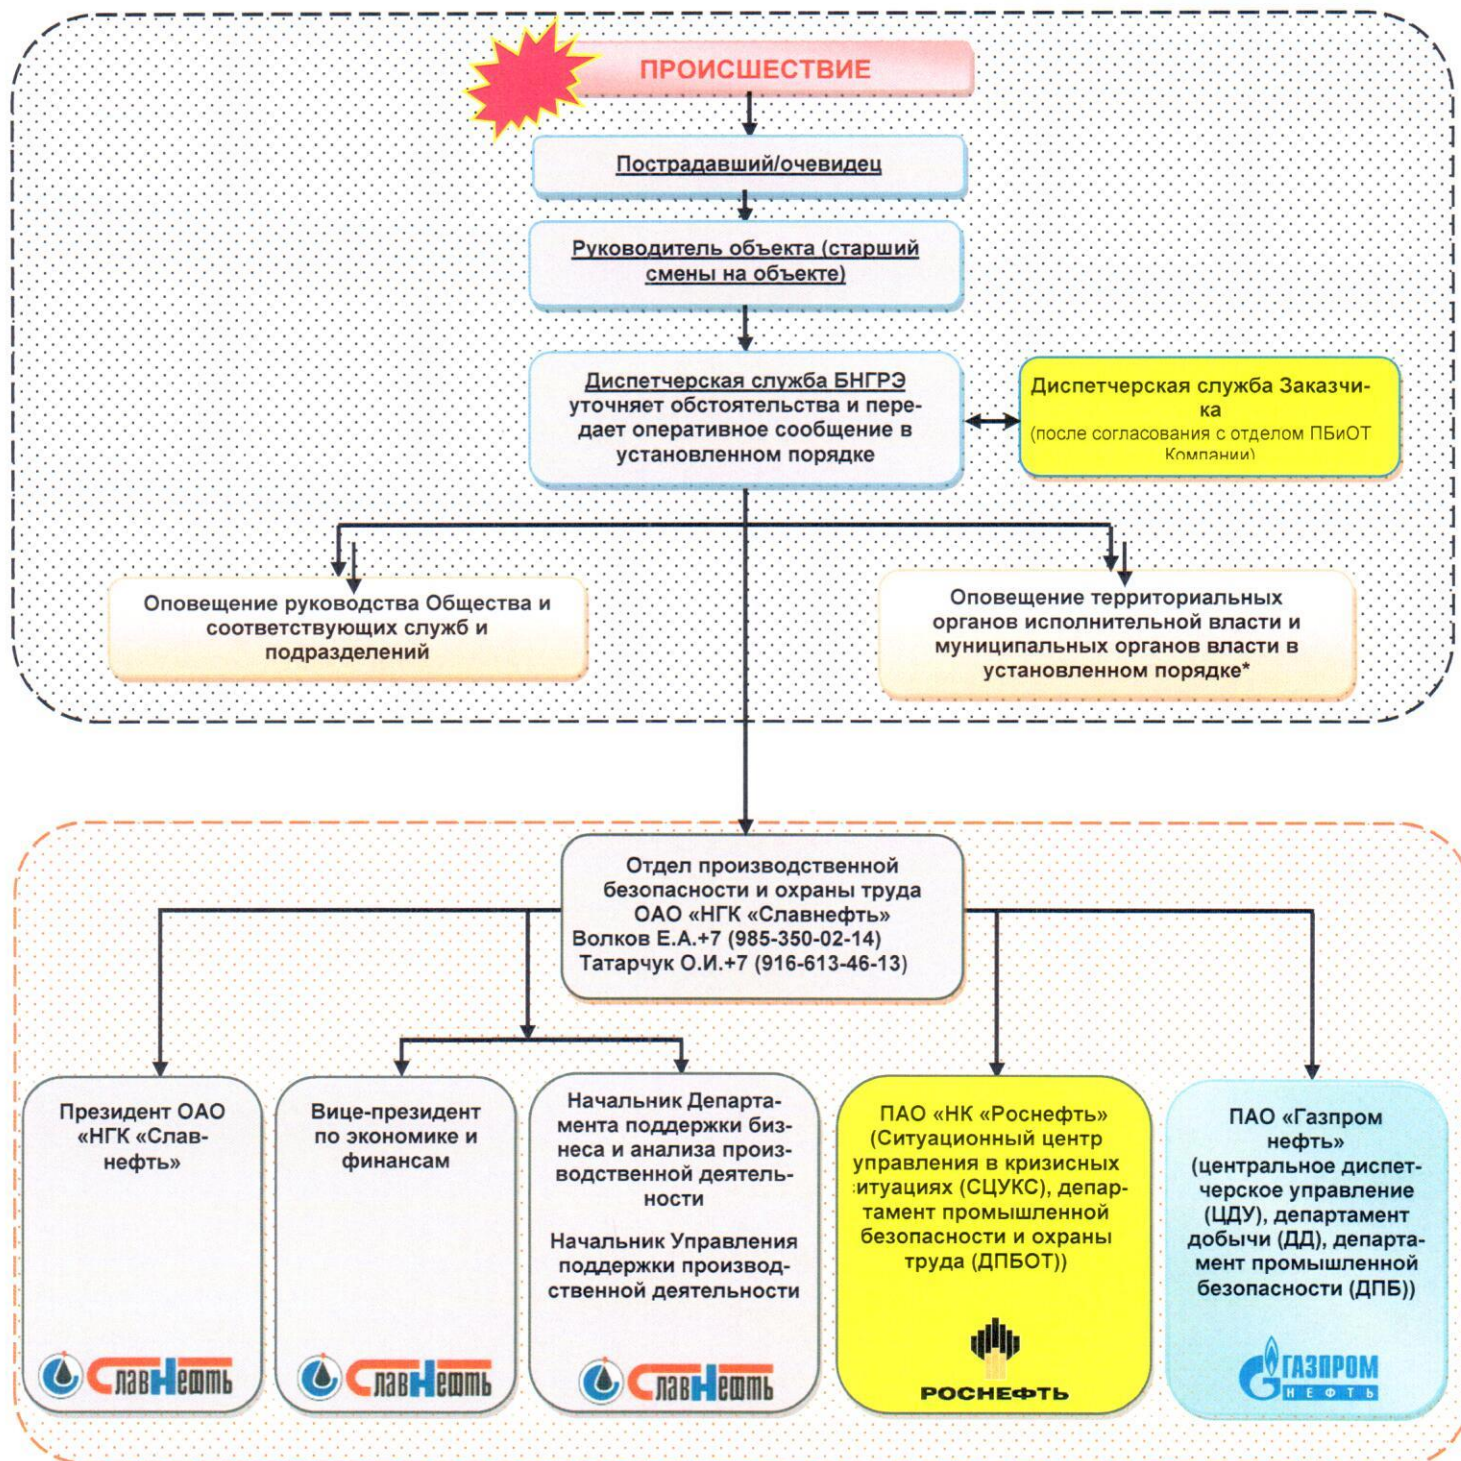 ПРОИСШЕСТВИЕ
Пострадавший/очевидец
Руководитель объекта (старший
смены на объекте)
Диспетчерская служба БНГРЭ
уточняет обстоятельства и пере-
дает оперативное сообщение в
установленном порядке
Диспетчерская служба Заказчи-
ка
(после согласования с отделом ПБиОТ
Компании)
Оповещение руководства Общества и
соответствующих служб и
подразделений
Оповещение территориальных
органов исполнительной власти и
муниципальных органов власти в
установленном порядке*
Отдел производственной
безопасности и охраны труда
ОАО «НГК «Славнефть»
Волков Е.А.+7 (985-350-02-14)
Татарчук О.И.+7 (916-613-46-13)
Президент ОАО
«НГК «Слав-
нефть»
СлавНефть
Вице-президент
по экономике и
финансам
СлавНефть
Начальник Департа-
мента поддержки биз-
неса и анализа произ-
водственной деятель-
ности
Начальник Управления
поддержки производ-
ственной деятельности
СлавНефть
ПАО «НК «Роснефть»
(Ситуационный центр
управления в кризисных
итуациях (СЦУКС), депар-
тамент промышленной
безопасности и охраны
труда (ДПБОТ))
РОСНЕФТЬ
ПАО «Газпром
нефть»
(центральное диспет-
черское управление
(ЦДУ), департамент
добычи (ДД), департа-
мент промышленной
безопасности (ДПБ))
ГАЗПРОМ
НЕФТЬ